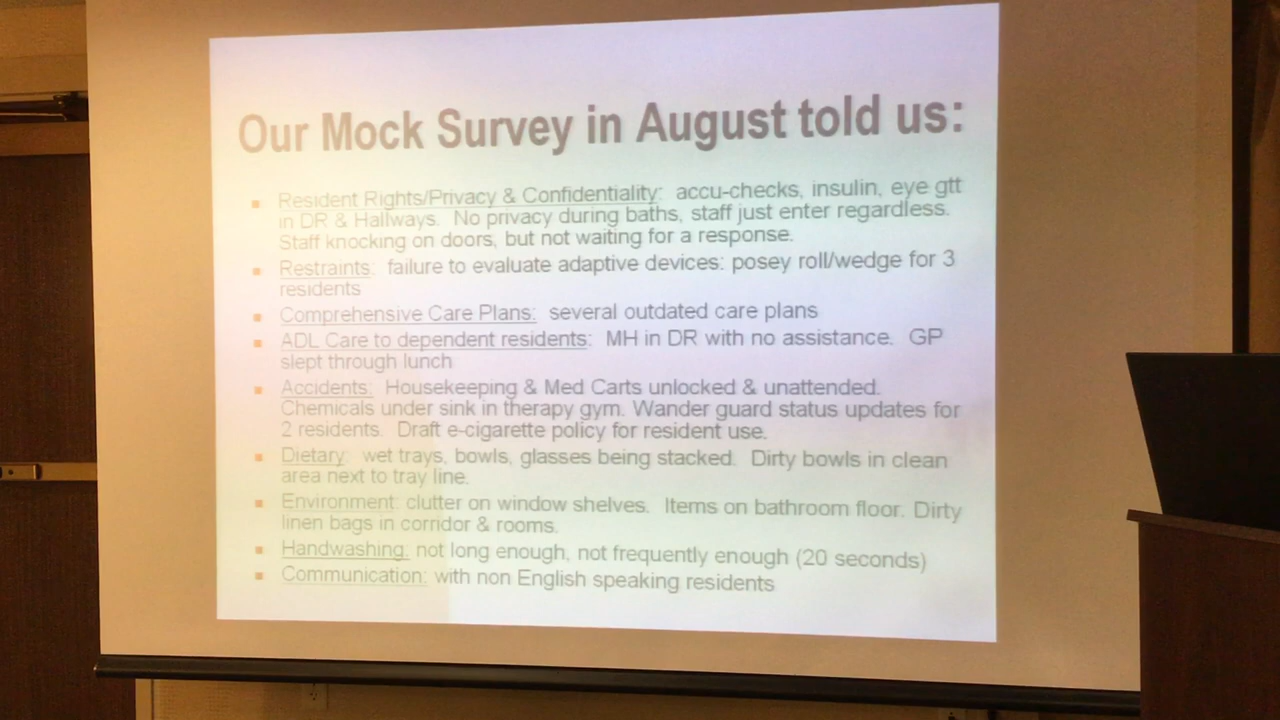 Our Mock Survey in August told us:
Resident Rights/Privacy & Confidentiality: accu-checks, insulin, eye gtt
in DR & Hallways. No privacy during baths, staff just enter regardless.
Staff knocking on doors, but not waiting for a response.
Restraints: failure to evaluate adaptive devices: posey roll/wedge for 3
residents
Comprehensive Care Plans: several outdated care plans
ADL Care to dependent residents: MH in DR with no assistance. GP
slept through lunch
Accidents: Housekeeping & Med Carts unlocked & unattended.
Chemicals under sink in therapy gym. Wander guard status updates for
2 residents. Draft e-cigarette policy for resident use.
Dietary: wet trays, bowls, glasses being stacked. Dirty bowls in clean
area next to tray line.
Environment: clutter on window shelves. Items on bathroom floor. Dirty
linen bags in corridor & rooms.
Handwashing: not long enough, not frequently enough (20 seconds)
Communication: with non English speaking residents